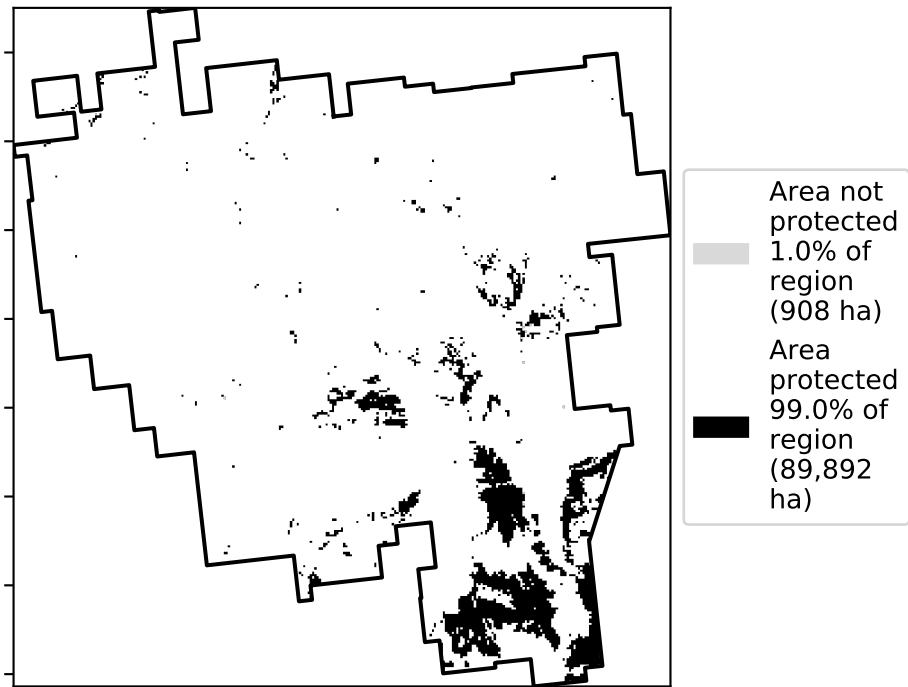 Area not
protected
1.0% of
region
(908 ha)
Area
protected
99.0% of
region
(89,892
ha)